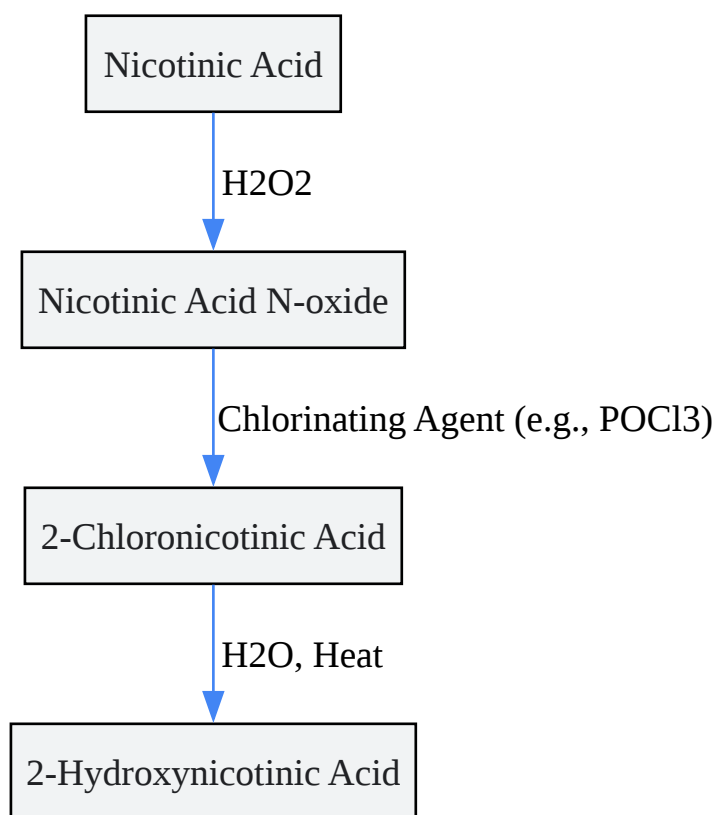 Nicotinic Acid
H2O2
Nicotinic Acid N-oxide
Chlorinating Agent (e.g., POCl3)
2-Chloronicotinic Acid
H2O, Heat
2-Hydroxynicotinic Acid